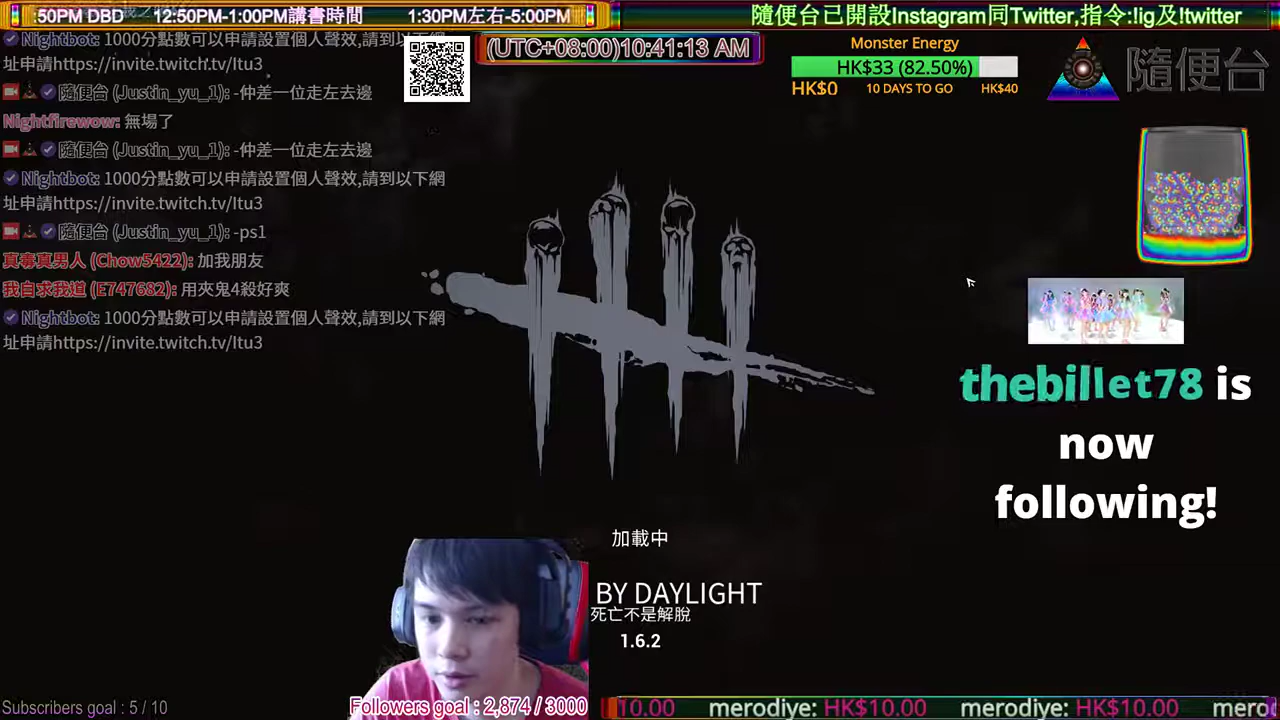 :50PM DBD 12:50PM-1:00PM講書時間 1:30PM左右-5:00PM
隨便台已開設Instagram同Twitter,指令:!ig及!twitter
Nightbot: 1000分點數可以申請設置個人聲效,請到以下網
址申請https://invite.twitch.tv/ltu3
隨便台 (Justin_yu_1): -仲差一位走左去邊
Nightfirewow: 無場了
隨便台 (Justin_yu_1): -仲差一位走左去邊
Nightbot: 1000分點數可以申請設置個人聲效,請到以下網
址申請https://invite.twitch.tv/ltu3
隨便台 (Justin_yu_1): -ps1
真毒真男人 (Chow5422): 加我朋友
我自求我道 (E747682): 用夾鬼4殺好爽
Nightbot: 1000分點數可以申請設置個人聲效,請到以下網
址申請https://invite.twitch.tv/ltu3
(UTC+08:00)10:41:13 AM
Monster Energy
HK$33 (82.50%)
HK$0 10 DAYS TO GO HK$40
隨便台
thebillet78 is
now
following!
加載中
BY DAYLIGHT
死亡不是解脫
1.6.2
Subscribers goal : 5 / 10
Followers goal : 2,874 / 3000
10.00 merodiye: HK$10.00 merodiye: HK$10.00 merod